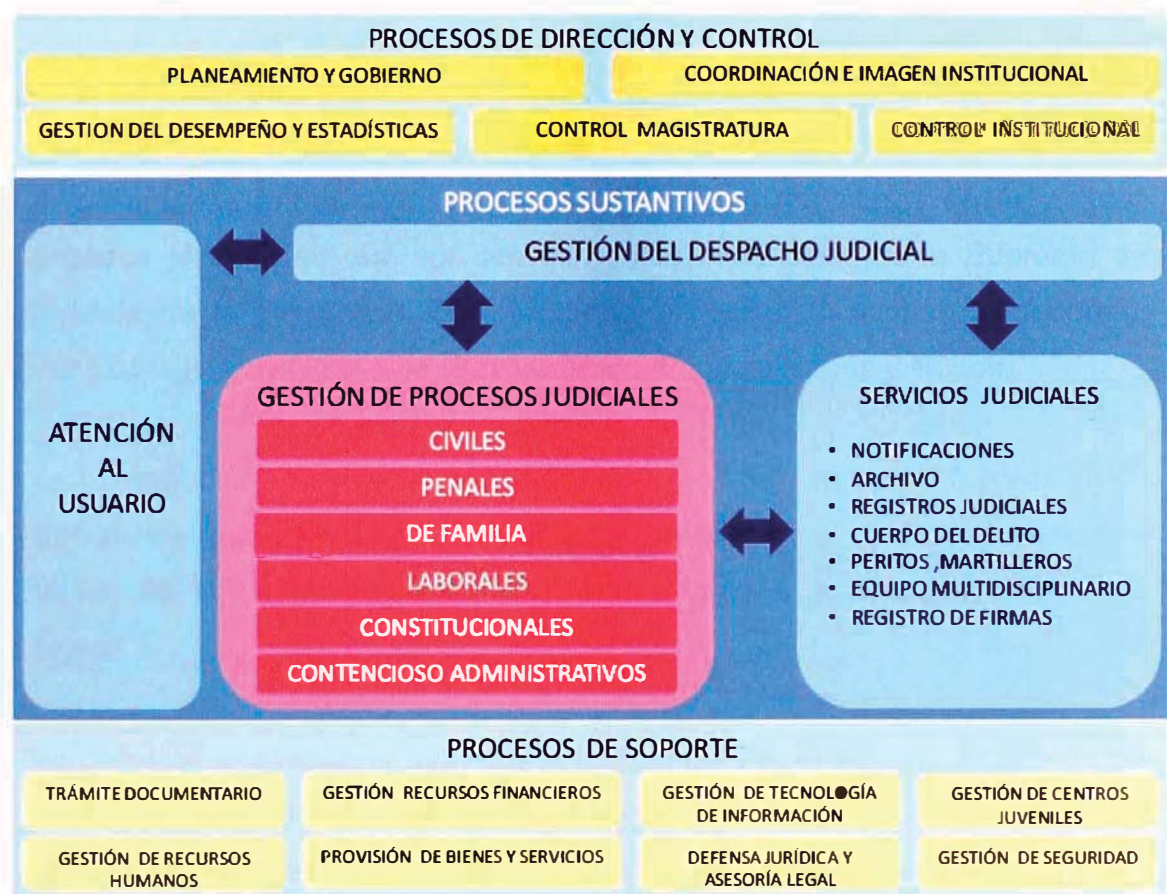 PROCESOS DE DIRECCIÓN Y CONTROL
PLANEAMIENTO Y GOBIERNO
COORDINACIÓN E IMAGEN INSTITUCIONAL
GESTION DEL DESEMPEÑO Y ESTADÍSTICAS
CONTROL MAGISTRATURA
CONTROL INSTITUCIONAL
PROCESOS SUSTANTIVOS
GESTIÓN DEL DESPACHO JUDICIAL
ATENCIÓN
AL
USUARIO
GESTIÓN DE PROCESOS JUDICIALES
CIVILES
PENALES
DE FAMILIA
LABORALES
CONSTITUCIONALES
CONTENCIOSO ADMINISTRATIVOS
SERVICIOS JUDICIALES
• NOTIFICACIONES
• ARCHIVO
• REGISTROS JUDICIALES
• CUERPO DEL DELITO
• PERITOS ,MARTILLEROS
• EQUIPO MULTIDISCIPLINARIO
• REGISTRO DE FIRMAS
PROCESOS DE SOPORTE
TRÁMITE DOCUMENTARIO
GESTIÓN RECURSOS FINANCIEROS
GESTIÓN DE TECNOLOGÍA
DE INFORMACIÓN
GESTIÓN DE CENTROS
JUVENILES
GESTIÓN DE RECURSOS
HUMANOS
PROVISIÓN DE BIENES Y SERVICIOS
DEFENSA JURÍDICA Y
ASESORÍA LEGAL
GESTIÓN DE SEGURIDAD